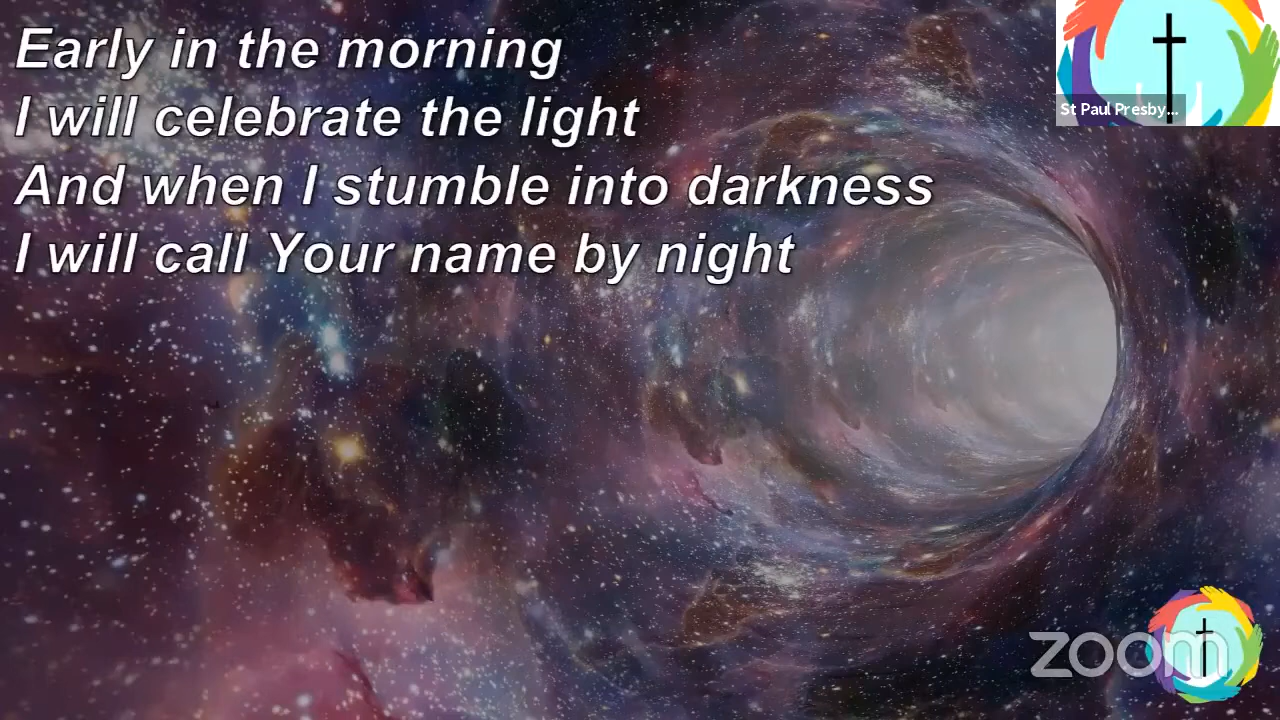 Early in the morning
I will celebrate the light
And when I stumble into darkness
I will call Your name by night
St Paul Presby...
zoom